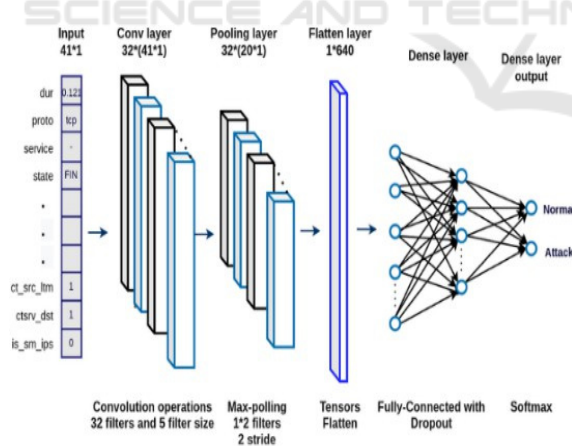 SCIENCE AND TECHN
Input
41*1
Conv layer
32*(41*1)
Pooling layer
32*(20*1)
Flatten layer
1*640
Dense layer
Dense layer
output
dur
0.121
proto
tcp
service
-
state
FIN
ct_src_ltm
1
ctsrv_dst
1
is_sm_ips
0
Normal
Attack
Convolution operations
32 filters and 5 filter size
Max-polling
1*2 filters
2 stride
Tensors
Flatten
Fully-Connected with
Dropout
Softmax